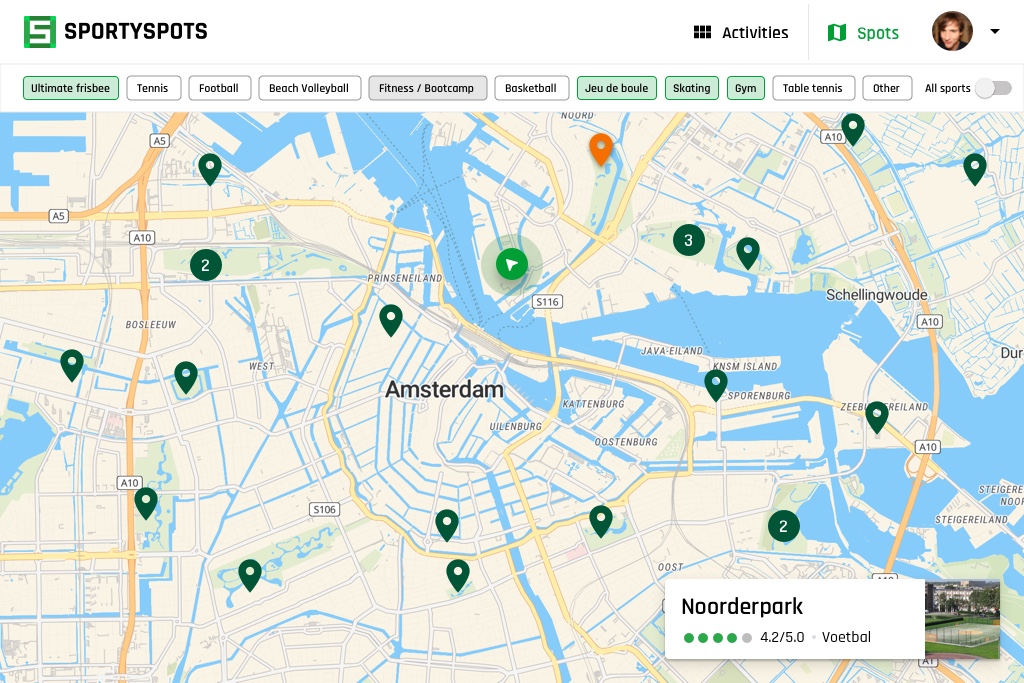 SPORTYSPOTS
Activities
Spots
Ultimate frisbee
Tennis
Football
Beach Volleyball
Fitness / Bootcamp
Basketball
Jeu de boule
Skating
Gym
Table tennis
Other
All sports
NOORD
A5
A10
A5
A10
2
3
PRINSENEILAND
S116
Schellingwoude
A10
BOSLEEUW
WEST
JAVA-EILAND
KNSM ISLAND
Dur
Amsterdam
SPORENBURG
KATTENBURG
ZEEB
REILAND
UILENBURG
OOSTENBURG
A10
A10
S106
STEIGERE
NOOR
STEIGEREILAND
2
OOST
A10
Noorderpark
4.2/5.0 • Voetbal
A1